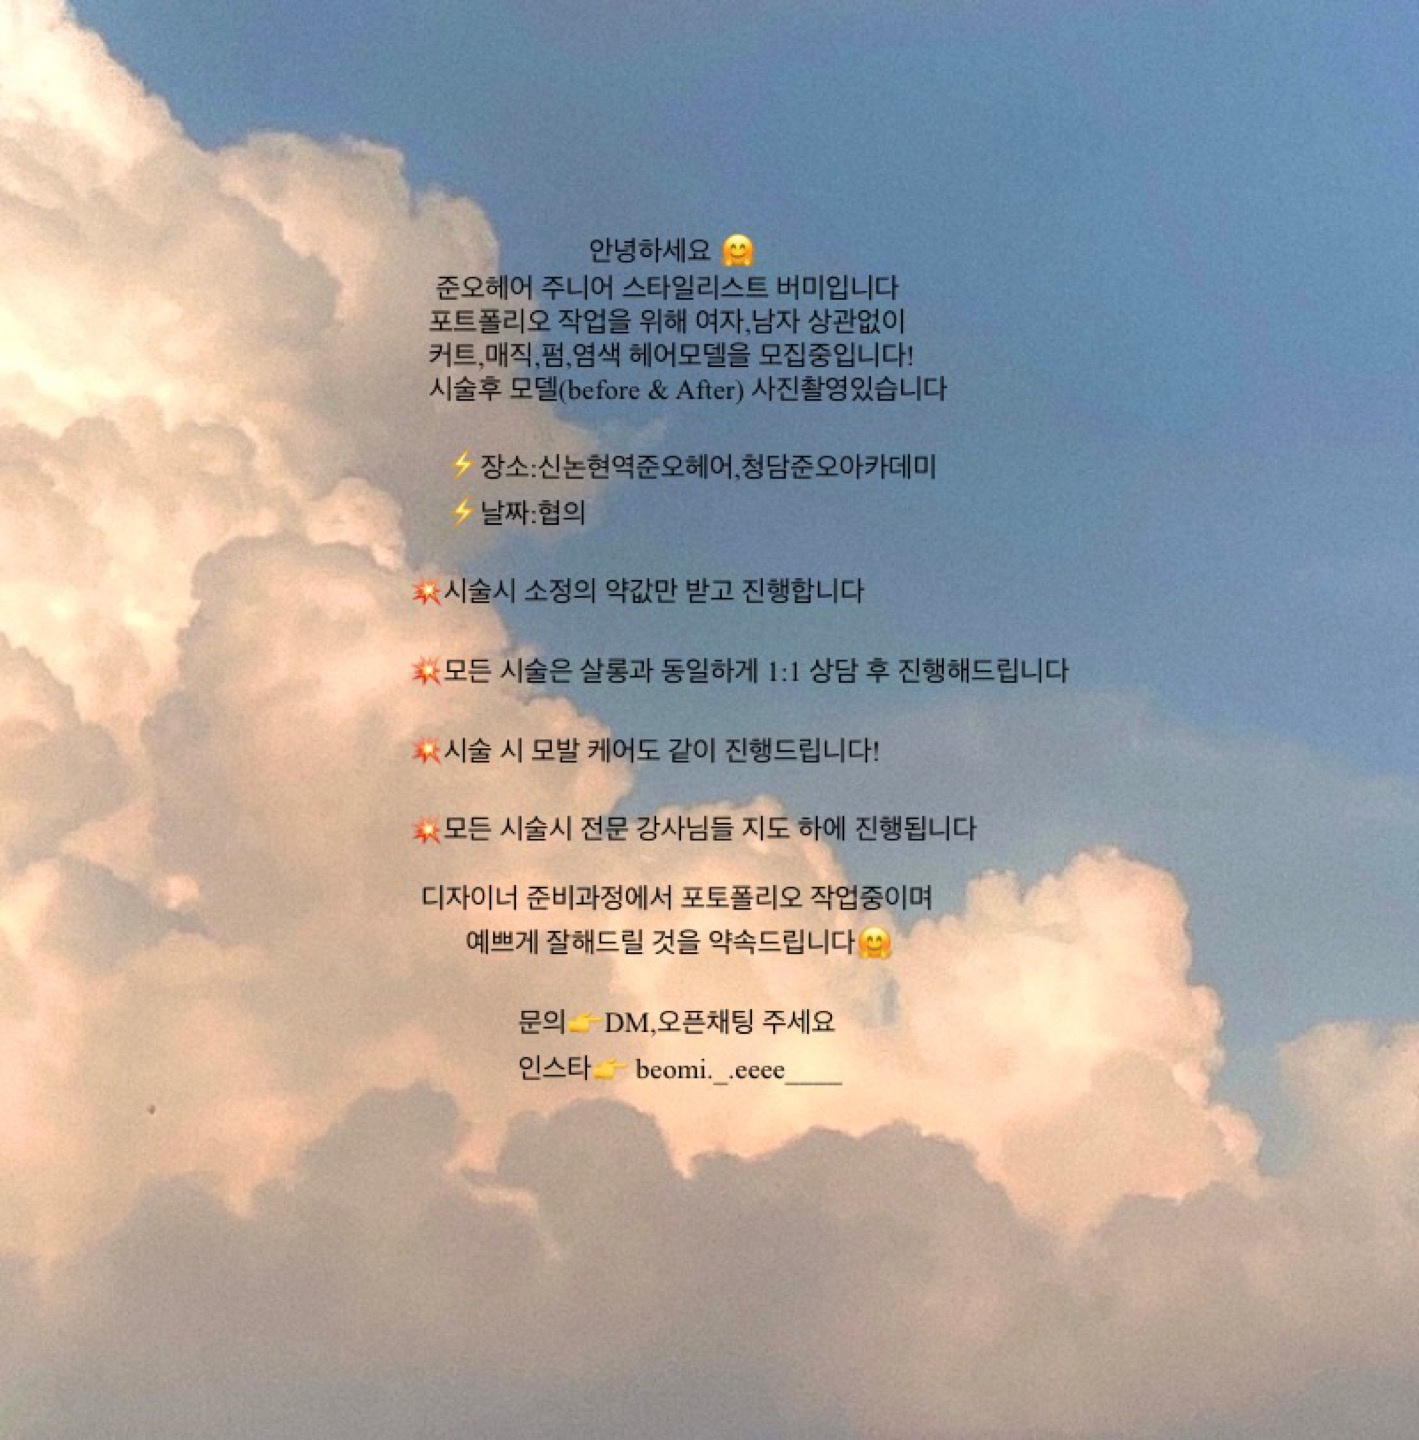 안녕하세요 🤗
준오헤어 주니어 스타일리스트 버미입니다
포트폴리오 작업을 위해 여자,남자 상관없이
커트,매직,펌,염색 헤어모델을 모집중입니다!
시술후 모델(before & After) 사진촬영있습니다
⚡장소:신논현역준오헤어,청담준오아카데미
⚡날짜:협의
💥시술시 소정의 약값만 받고 진행합니다
💥모든 시술은 살롱과 동일하게 1:1 상담 후 진행해드립니다
💥시술 시 모발 케어도 같이 진행드립니다!
💥모든 시술시 전문 강사님들 지도 하에 진행됩니다
디자이너 준비과정에서 포토폴리오 작업중이며
예쁘게 잘해드릴 것을 약속드립니다🤗
문의👉DM,오픈채팅 주세요
인스타👉 beomi._.eeee____